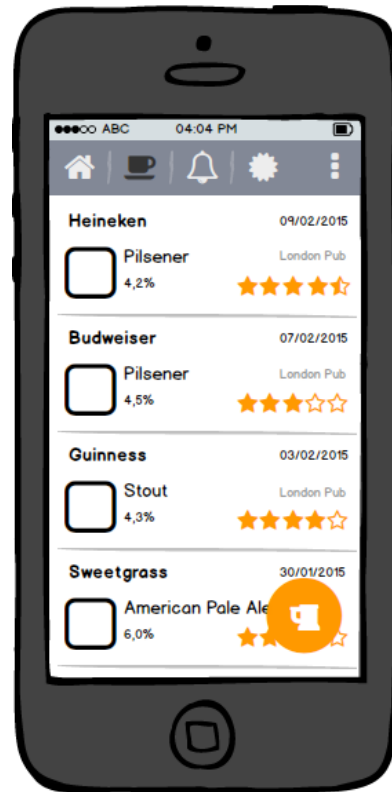 ABC 04:04 PM
Heineken 09/02/2015
Pilsener London Pub
4,2%
Budweiser 07/02/2015
Pilsener London Pub
4,5%
Guinness 03/02/2015
Stout London Pub
4,3%
Sweetgrass 30/01/2015
American Pale Ale
6,0%